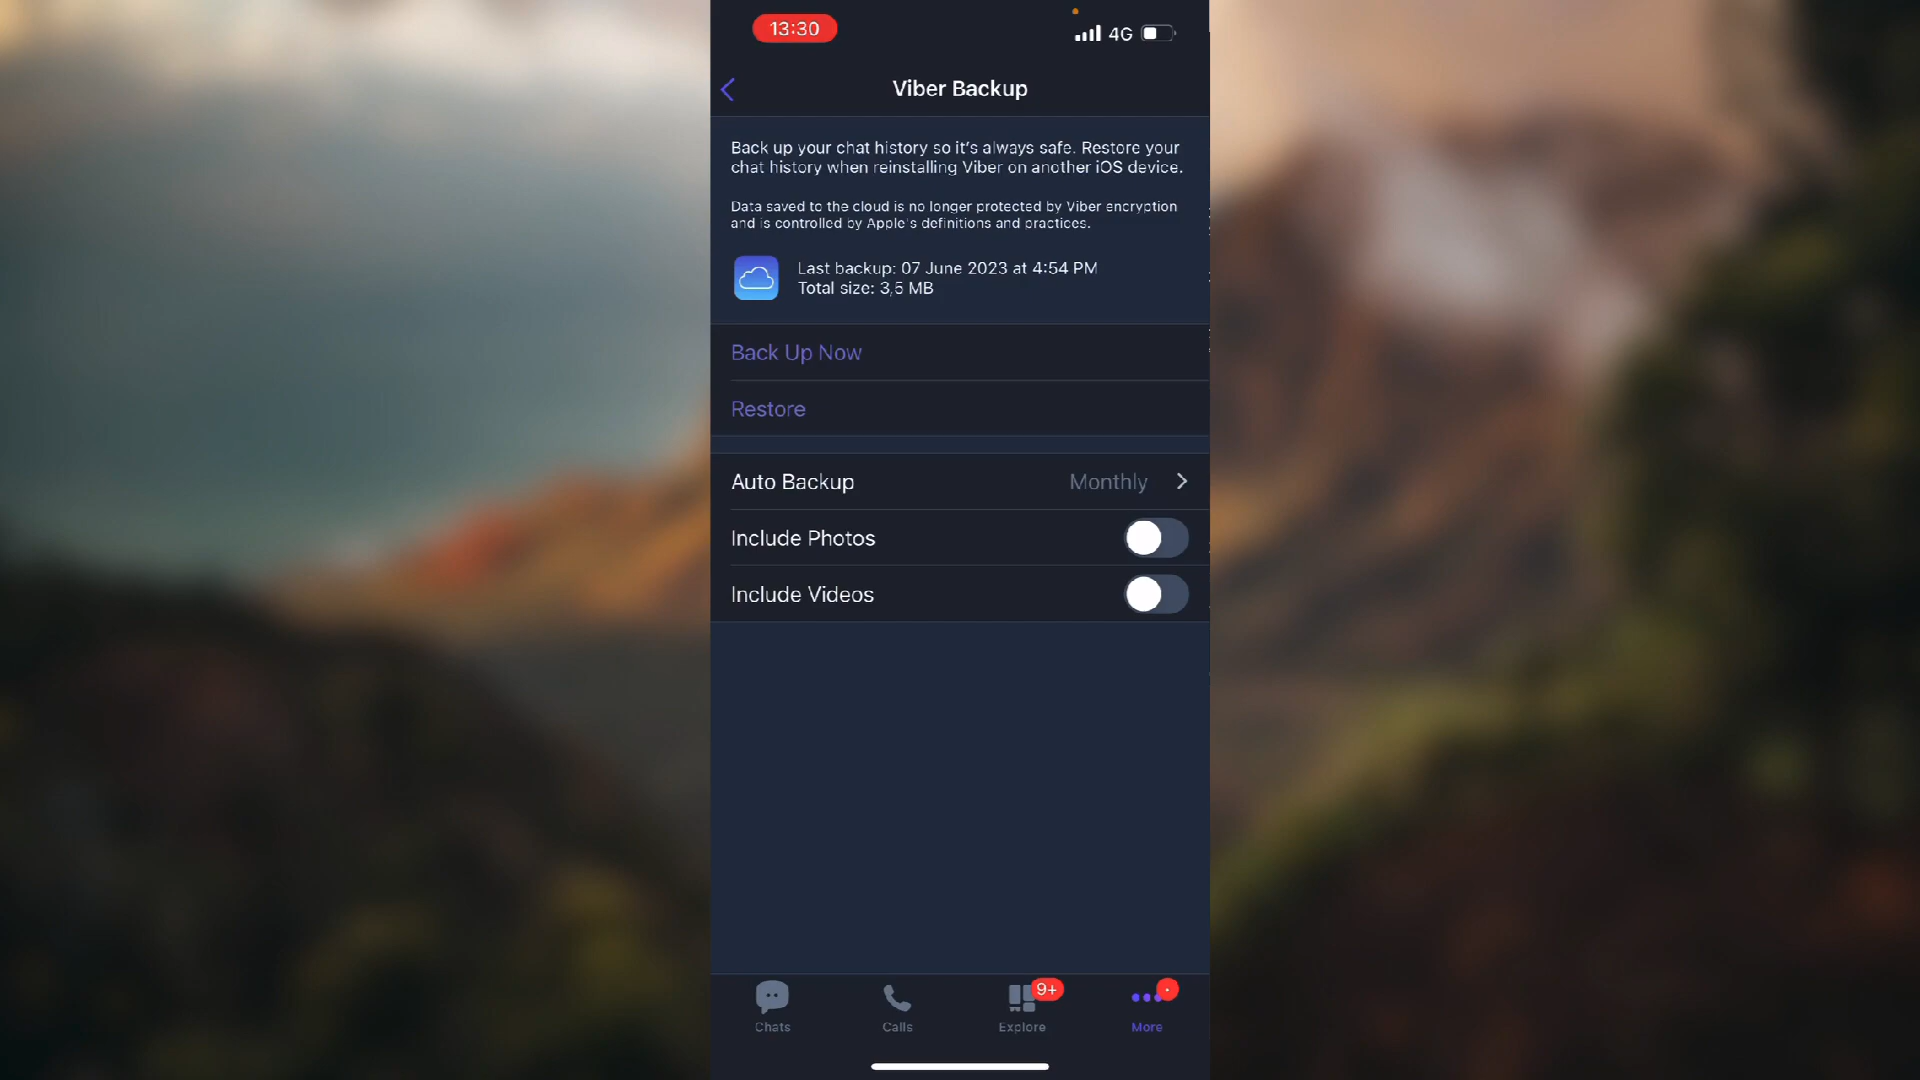 13:30
4G
Viber Backup
Back up your chat history so it's always safe. Restore your
chat history when reinstalling Viber on another iOS device.
Data saved to the cloud is no longer protected by Viber encryption
and is controlled by Apple's definitions and practices.
Last backup: 07 June 2023 at 4:54 PM
Total size: 3,5 MB
Back Up Now
Restore
Auto Backup Monthly
Include Photos
Include Videos
9+
Chats Calls Explore More